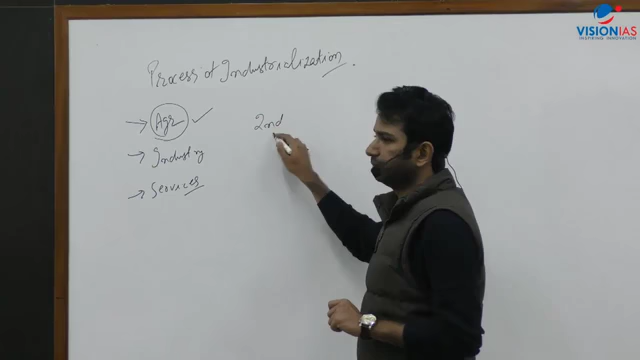 VISIONIAS
INSPIRING INNOVATION
Process of Industrialization.
→ Agr ✓
2nd
→ Industry
→ Services